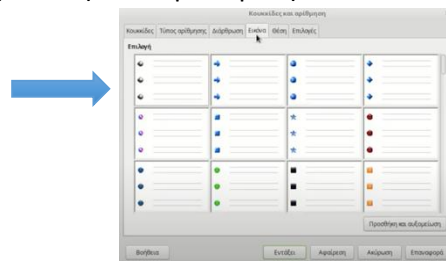 Κουκκίδες και αρίθμηση
Κουκκίδες Τύπος αρίθμησης Διάρθρωση Εικόνα Θέση Επιλογές
Επιλογή
Προσθήκη και αυξομείωση
Βοήθεια Εντάξει Αφαίρεση Ακύρωση Επαναφορά